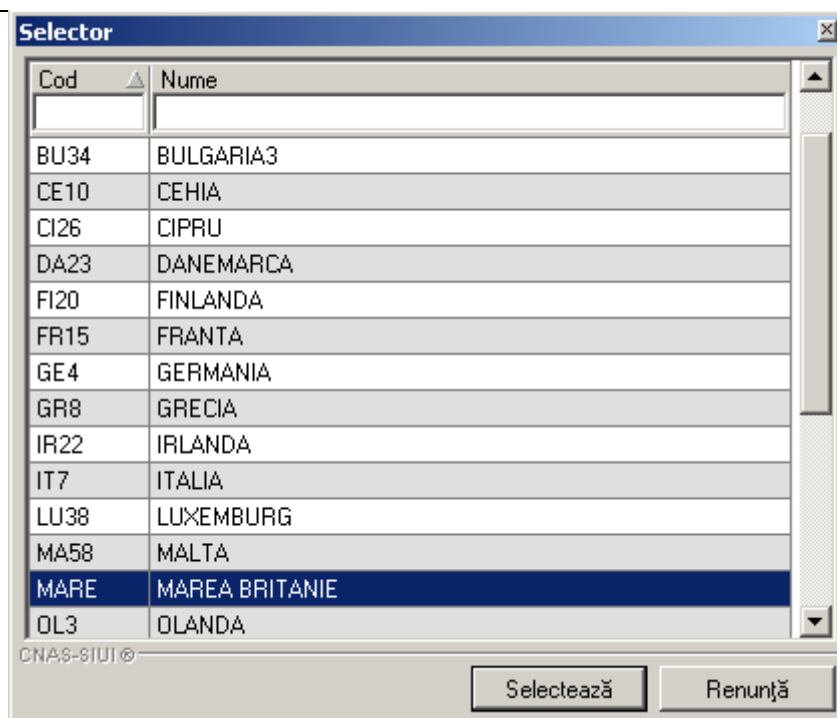 Selector
Cod Nume
BU34 BULGARIA3
CE10 CEHIA
CI26 CIPRU
DA23 DANEMARCA
FI20 FINLANDA
FR15 FRANTA
GE4 GERMANIA
GR8 GRECIA
IR22 IRLANDA
IT7 ITALIA
LU38 LUXEMBURG
MA58 MALTA
MARE MAREA BRITANIE
OL3 OLANDA
CNAS-SIUI®
Selectează Renunţă